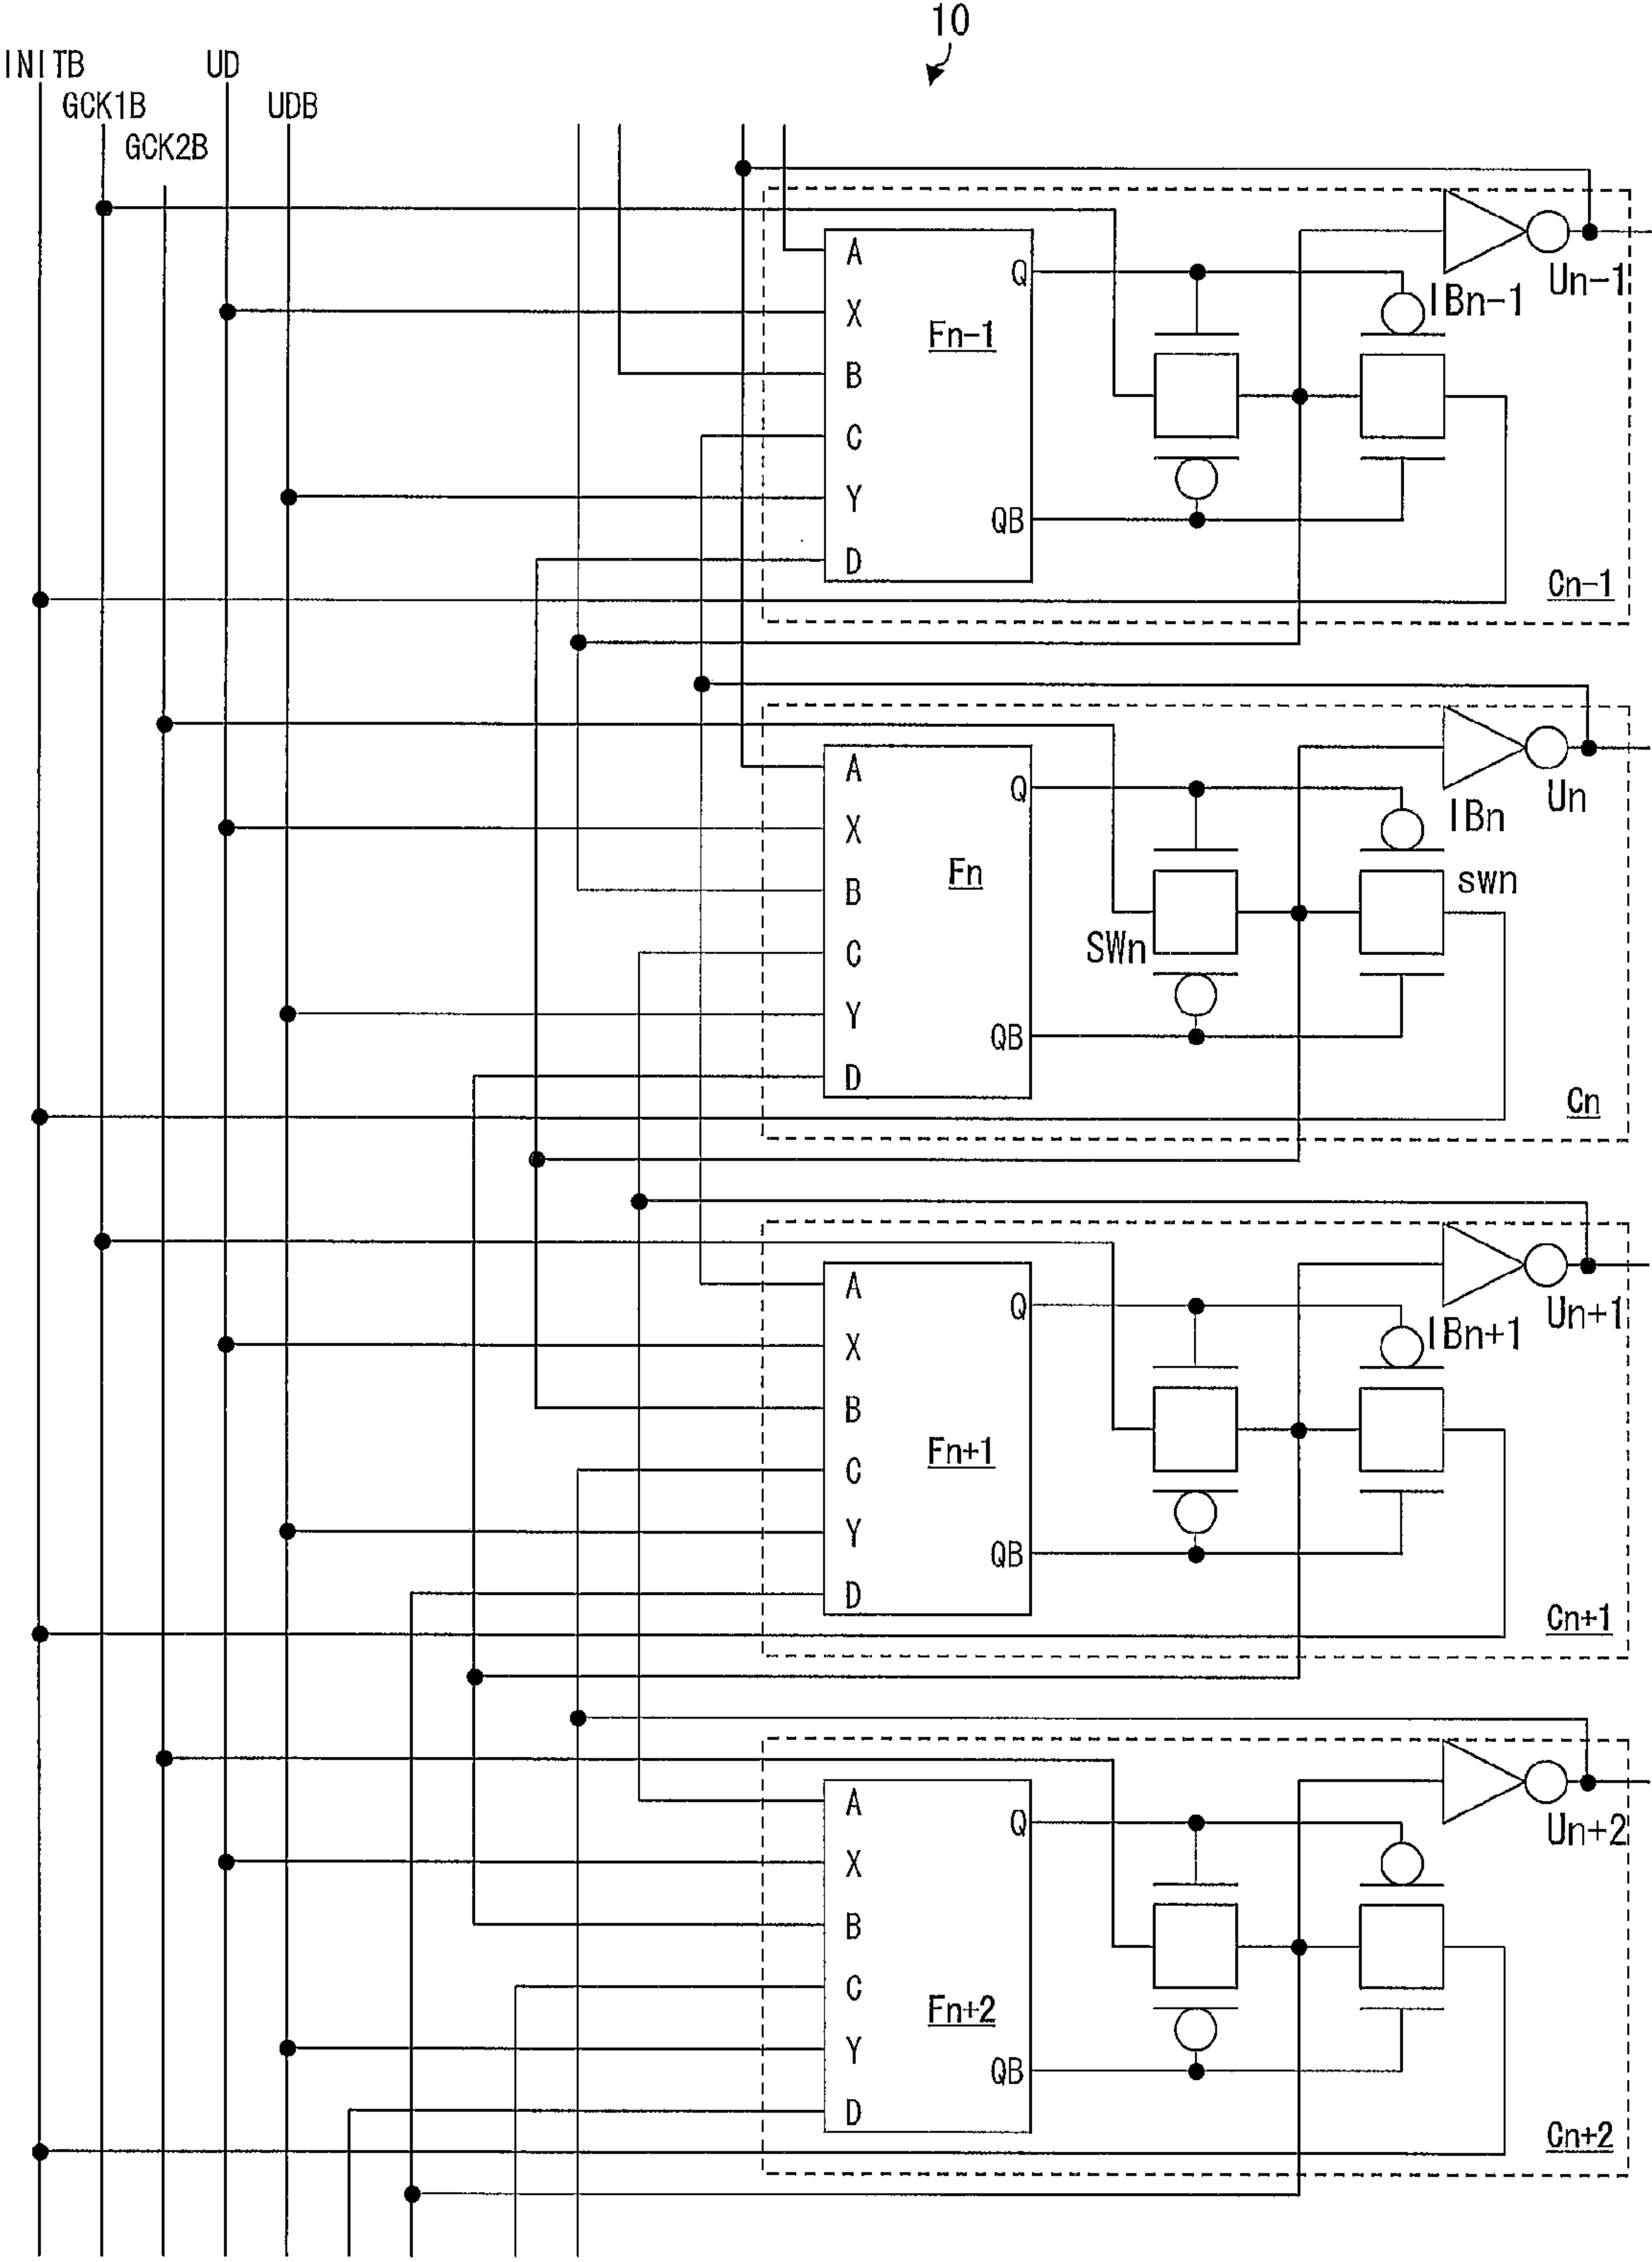 10
INITB
UD
GCK1B
UDB
GCK2B
A
Q
Un-1
IBn-1
X
Fn-1
B
C
Y
QB
D
Cn-1
A
Q
Un
IBn
X
Fn
B
swn
SWn
C
Y
QB
D
Cn
A
Q
Un+1
IBn+1
X
B
Fn+1
C
Y
QB
D
Cn+1
A
Q
Un+2
X
B
C
Fn+2
Y
QB
D
Cn+2